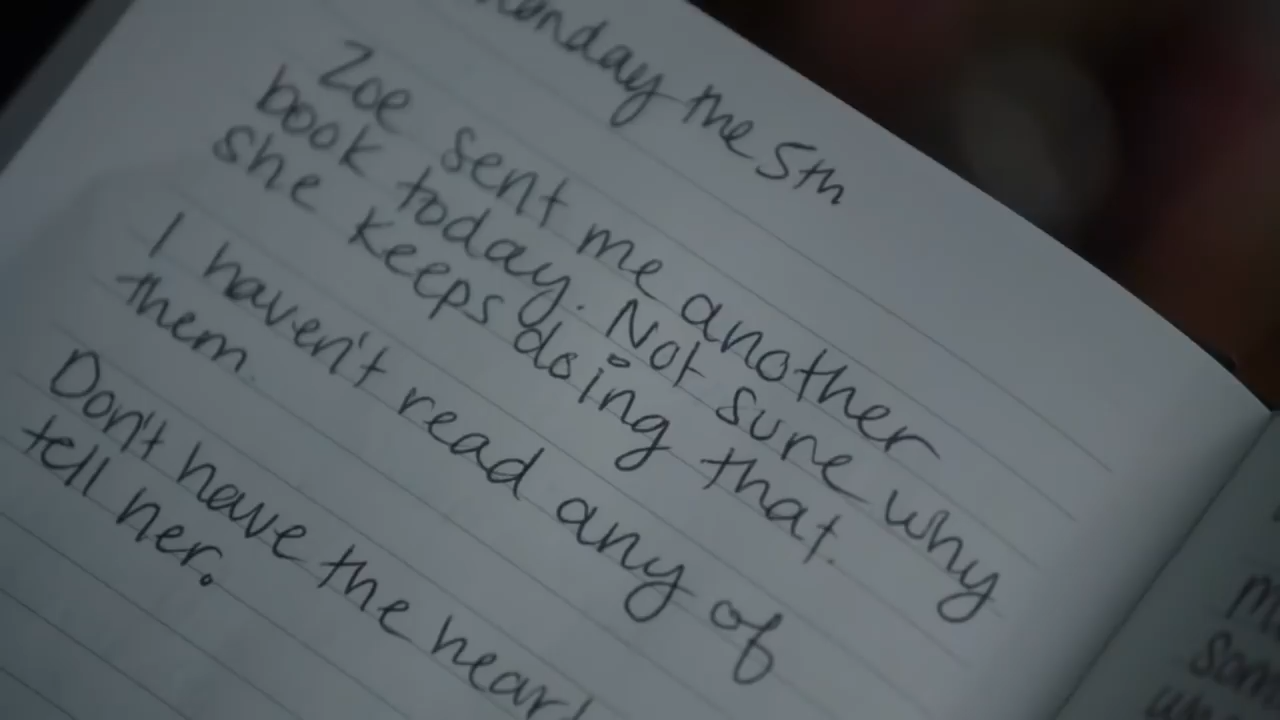 Monday the 5th
Zoe sent me another
book today. Not sure why
she keeps doing that.
I haven't read any of
them.
Don't have the heart
tell her.